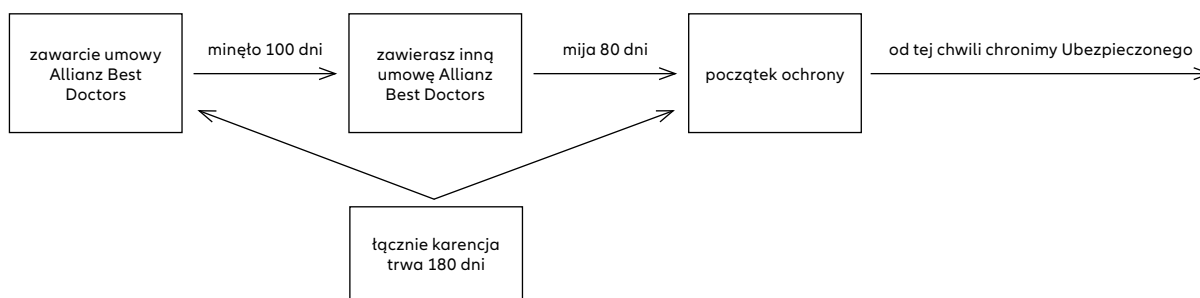 zawarcie umowy
Allianz Best
Doctors
minęło 100 dni
zawierasz inną
umowę Allianz
Best Doctors
mija 80 dni
początek ochrony
od tej chwili chronimy Ubezpieczonego
łącznie karencja
trwa 180 dni